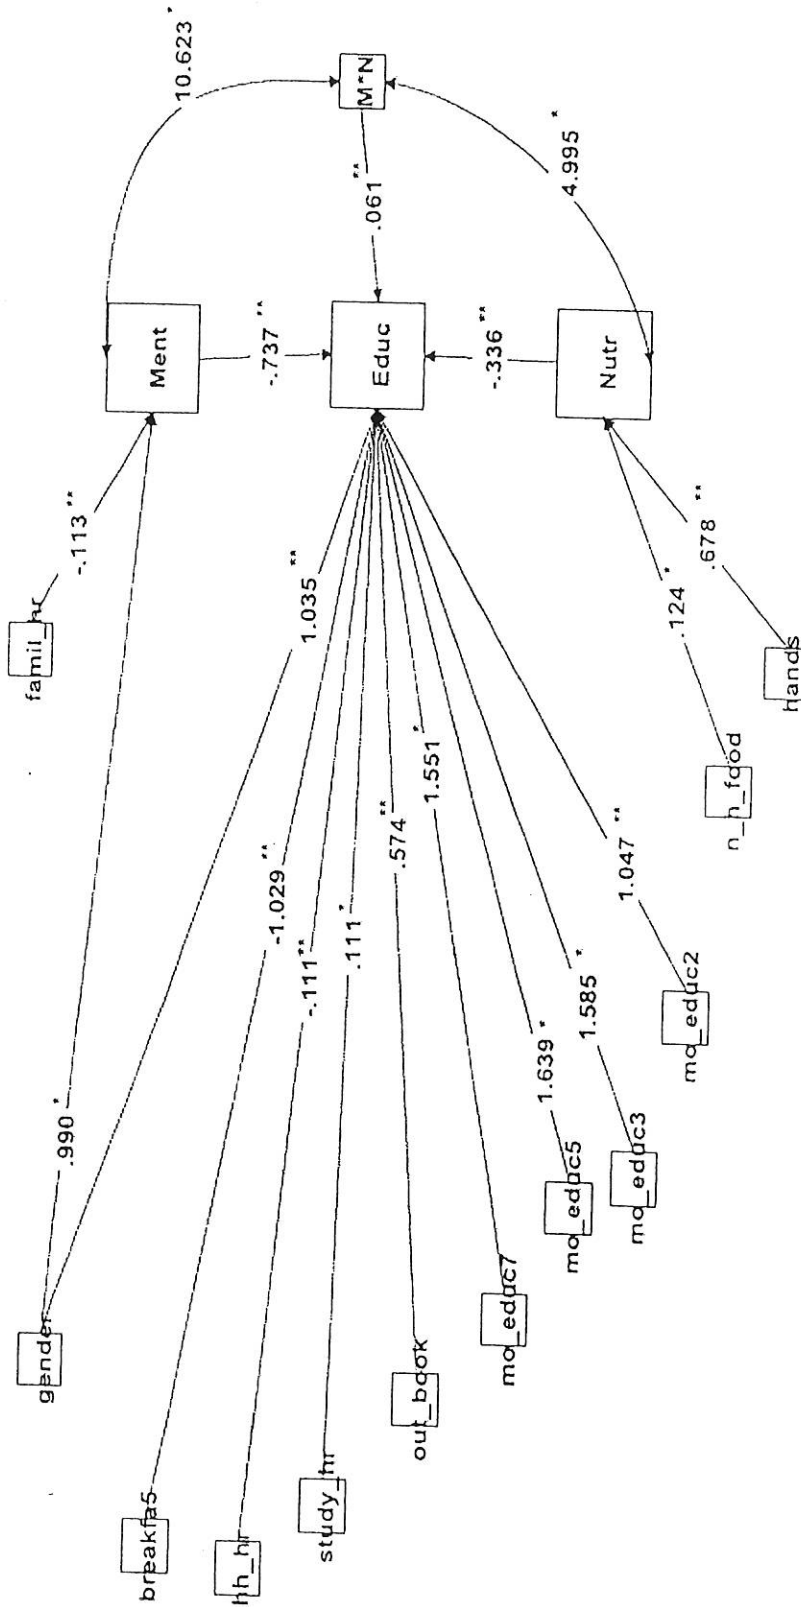 gender
famil_hr
breakfa5
hh_hr
study_hr
out_book
mo_educ7
mo_educ5
mo_educ3
mo_educ2
n_h_food
hands
Ment
Educ
Nutr
M*N
.990 *
-.113 **
1.035 **
-1.029 **
-.111 **
.111 *
.574 **
1.551 *
1.639 *
1.585 *
1.047 **
.124 *
.678 **
-.737 **
-.336 **
.061 **
10.623 *
4.995 *